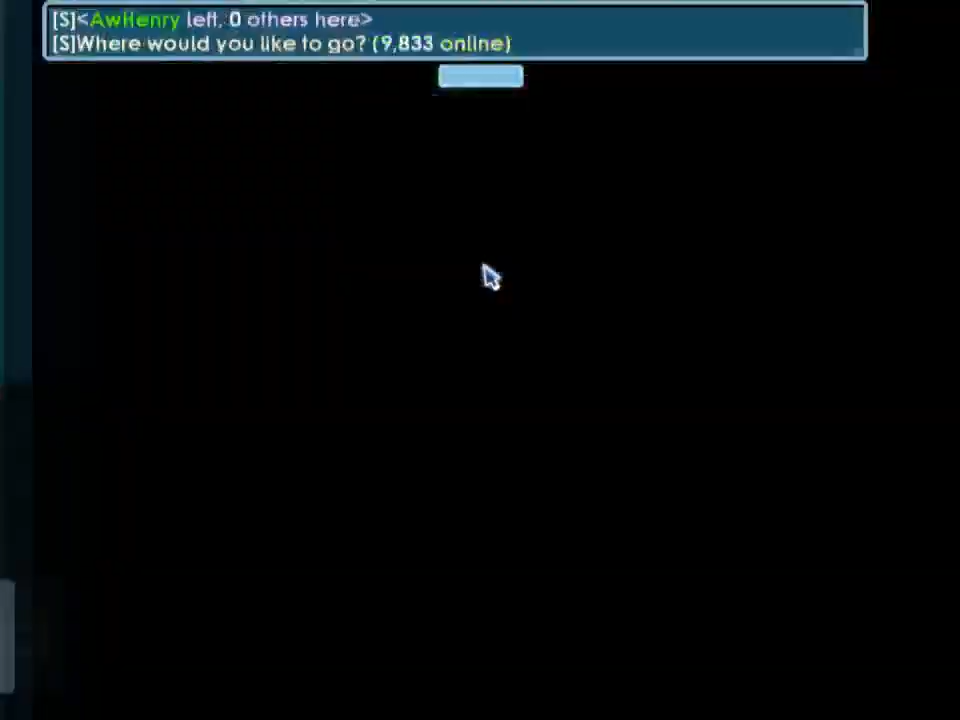 [S]<AwHenry left, 0 others here>
[S]Where would you like to go? (9,833 online)